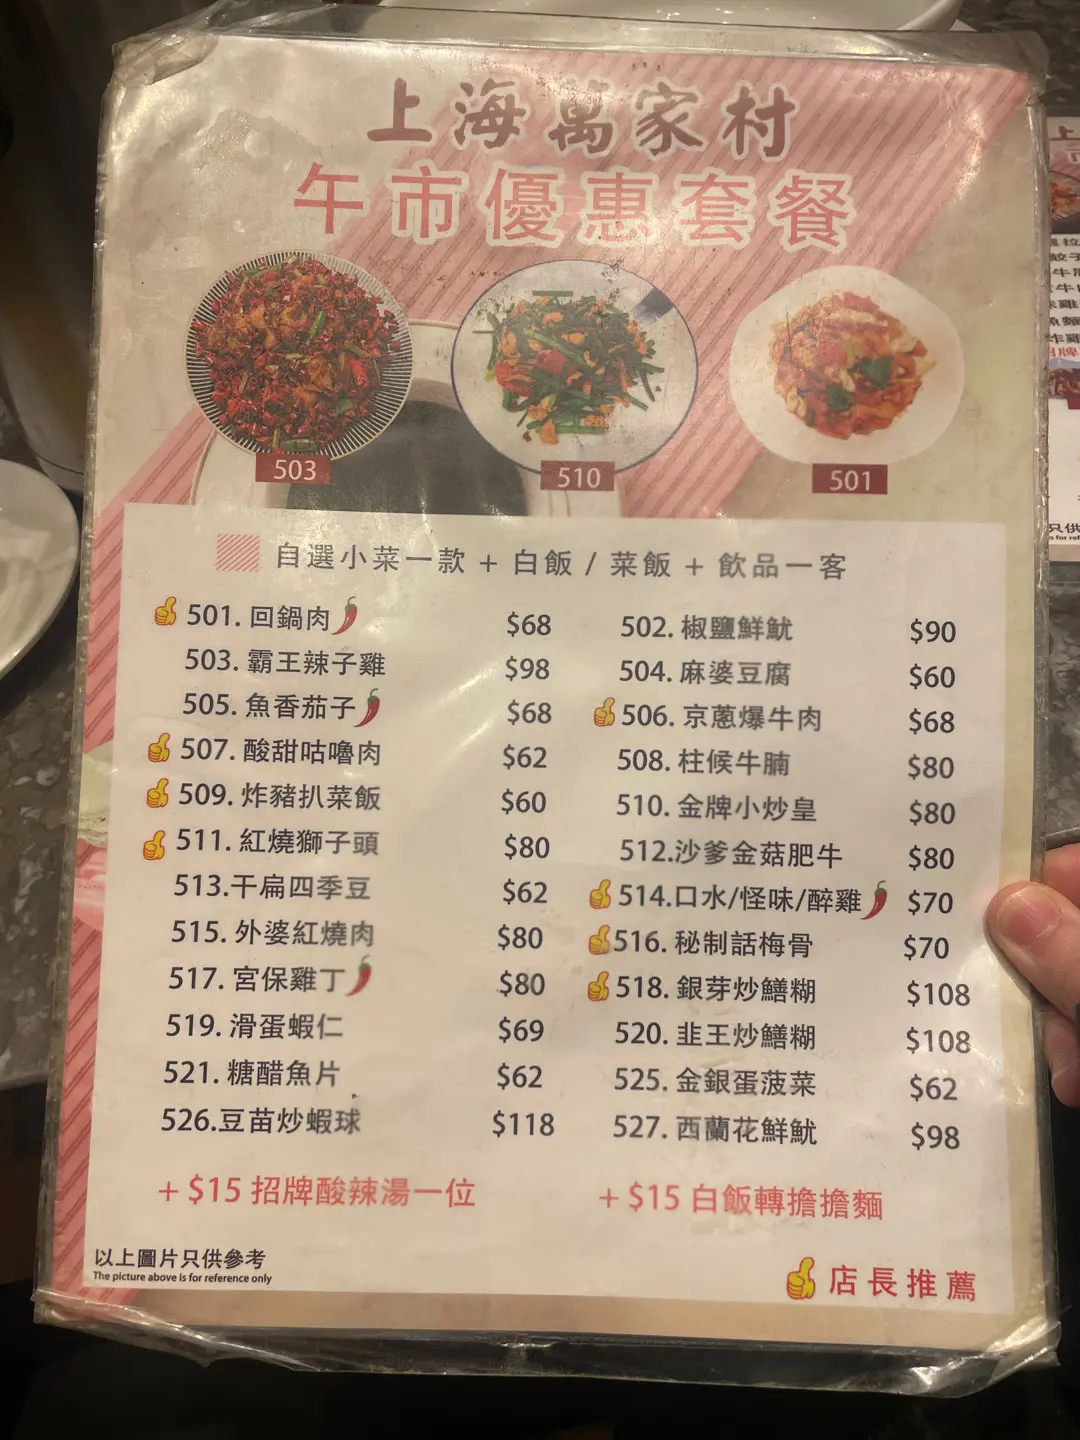 上海萬家村
午市優惠套餐
503
510
501
自選小菜一款 + 白飯 / 菜飯 + 飲品一客
501. 回鍋肉 $68
502. 椒鹽鮮魷 $90
503. 霸王辣子雞 $98
504. 麻婆豆腐 $60
505. 魚香茄子 $68
506. 京蔥爆牛肉 $68
507. 酸甜咕嚕肉 $62
508. 柱候牛腩 $80
509. 炸豬扒菜飯 $60
510. 金牌小炒皇 $80
511. 紅燒獅子頭 $80
512.沙爹金菇肥牛 $80
513.干扁四季豆 $62
514.口水/怪味/醉雞 $70
515. 外婆紅燒肉 $80
516. 秘制話梅骨 $70
517. 宮保雞丁 $80
518. 銀芽炒鱔糊 $108
519. 滑蛋蝦仁 $69
520. 韭王炒鱔糊 $108
521. 糖醋魚片 $62
525. 金銀蛋菠菜 $62
526.豆苗炒蝦球 $118
527. 西蘭花鮮魷 $98
+ $15 招牌酸辣湯一位
+ $15 白飯轉擔擔麵
以上圖片只供參考
The picture above is for reference only
店長推薦